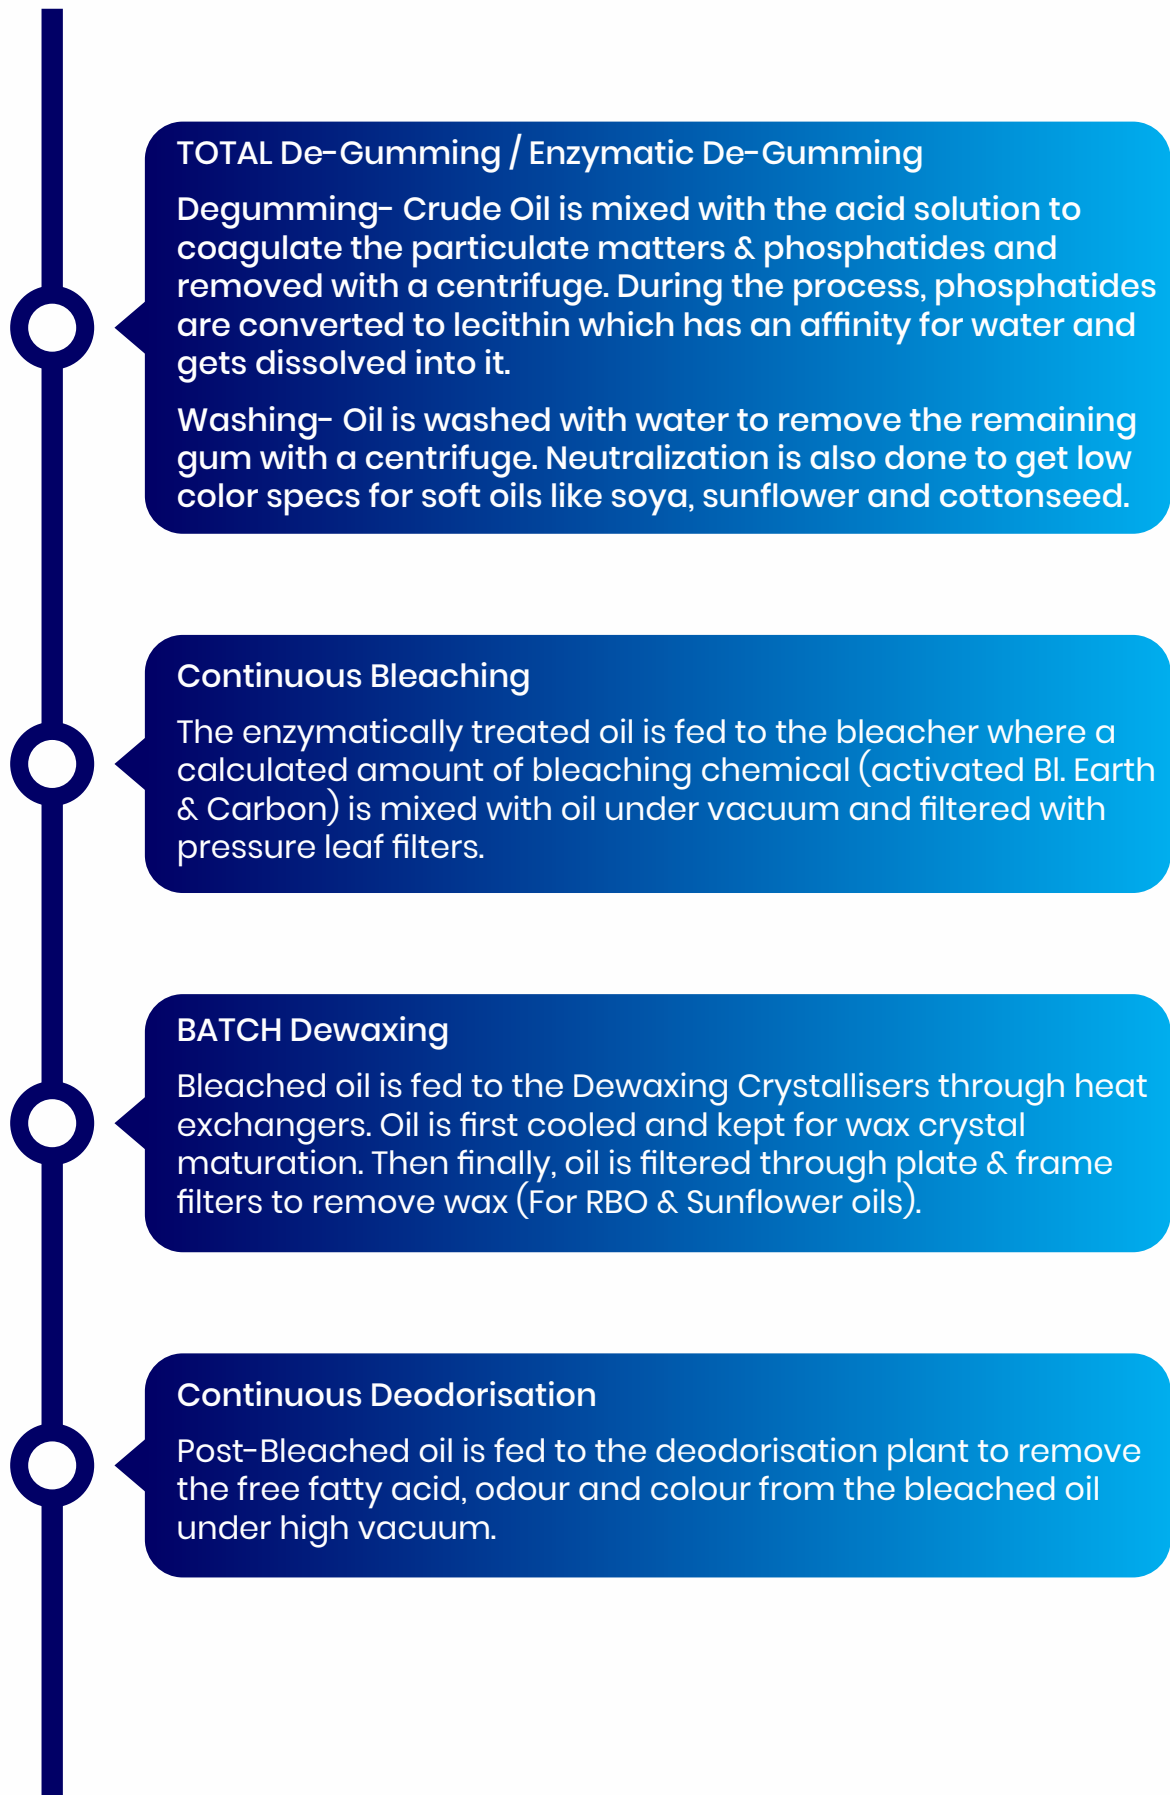 TOTAL De-Gumming / Enzymatic De-Gumming
Degumming- Crude Oil is mixed with the acid solution to
coagulate the particulate matters & phosphatides and
removed with a centrifuge. During the process, phosphatides
are converted to lecithin which has an affinity for water and
gets dissolved into it.
Washing- Oil is washed with water to remove the remaining
gum with a centrifuge. Neutralization is also done to get low
color specs for soft oils like soya, sunflower and cottonseed.
Continuous Bleaching
The enzymatically treated oil is fed to the bleacher where a
calculated amount of bleaching chemical (activated Bl. Earth
& Carbon) is mixed with oil under vacuum and filtered with
pressure leaf filters.
BATCH Dewaxing
Bleached oil is fed to the Dewaxing Crystallisers through heat
exchangers. Oil is first cooled and kept for wax crystal
maturation. Then finally, oil is filtered through plate & frame
filters to remove wax (For RBO & Sunflower oils).
Continuous Deodorisation
Post-Bleached oil is fed to the deodorisation plant to remove
the free fatty acid, odour and colour from the bleached oil
under high vacuum.